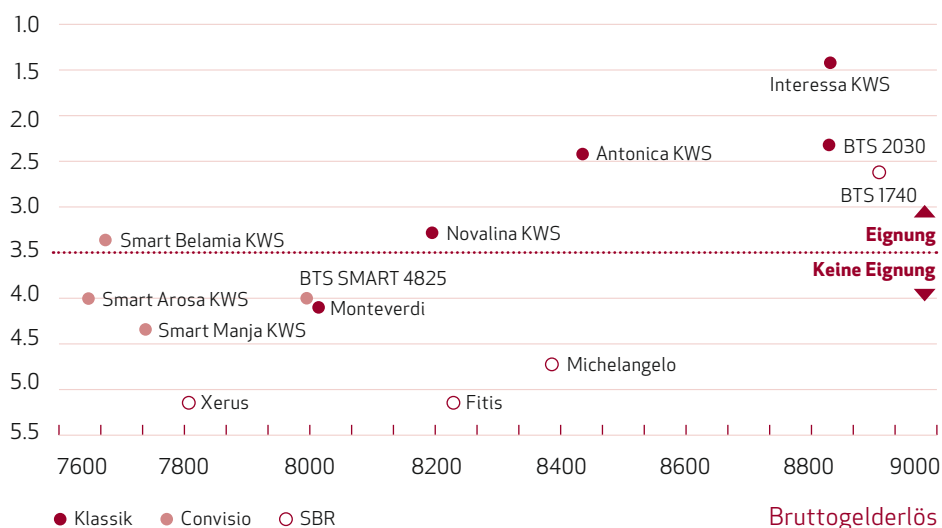 1.0
1.5
Interessa KWS
2.0
BTS 2030
2.5
Antonica KWS
BTS 1740
3.0
Smart Belamia KWS
Novalina KWS
Eignung
3.5
Keine Eignung
BTS SMART 4825
4.0
Smart Arosa KWS
Monteverdi
Smart Manja KWS
4.5
Michelangelo
5.0
Xerus
Fitis
5.5
7600 7800 8000 8200 8400 8600 8800 9000
Klassik Convisio SBR
Bruttogelderlös